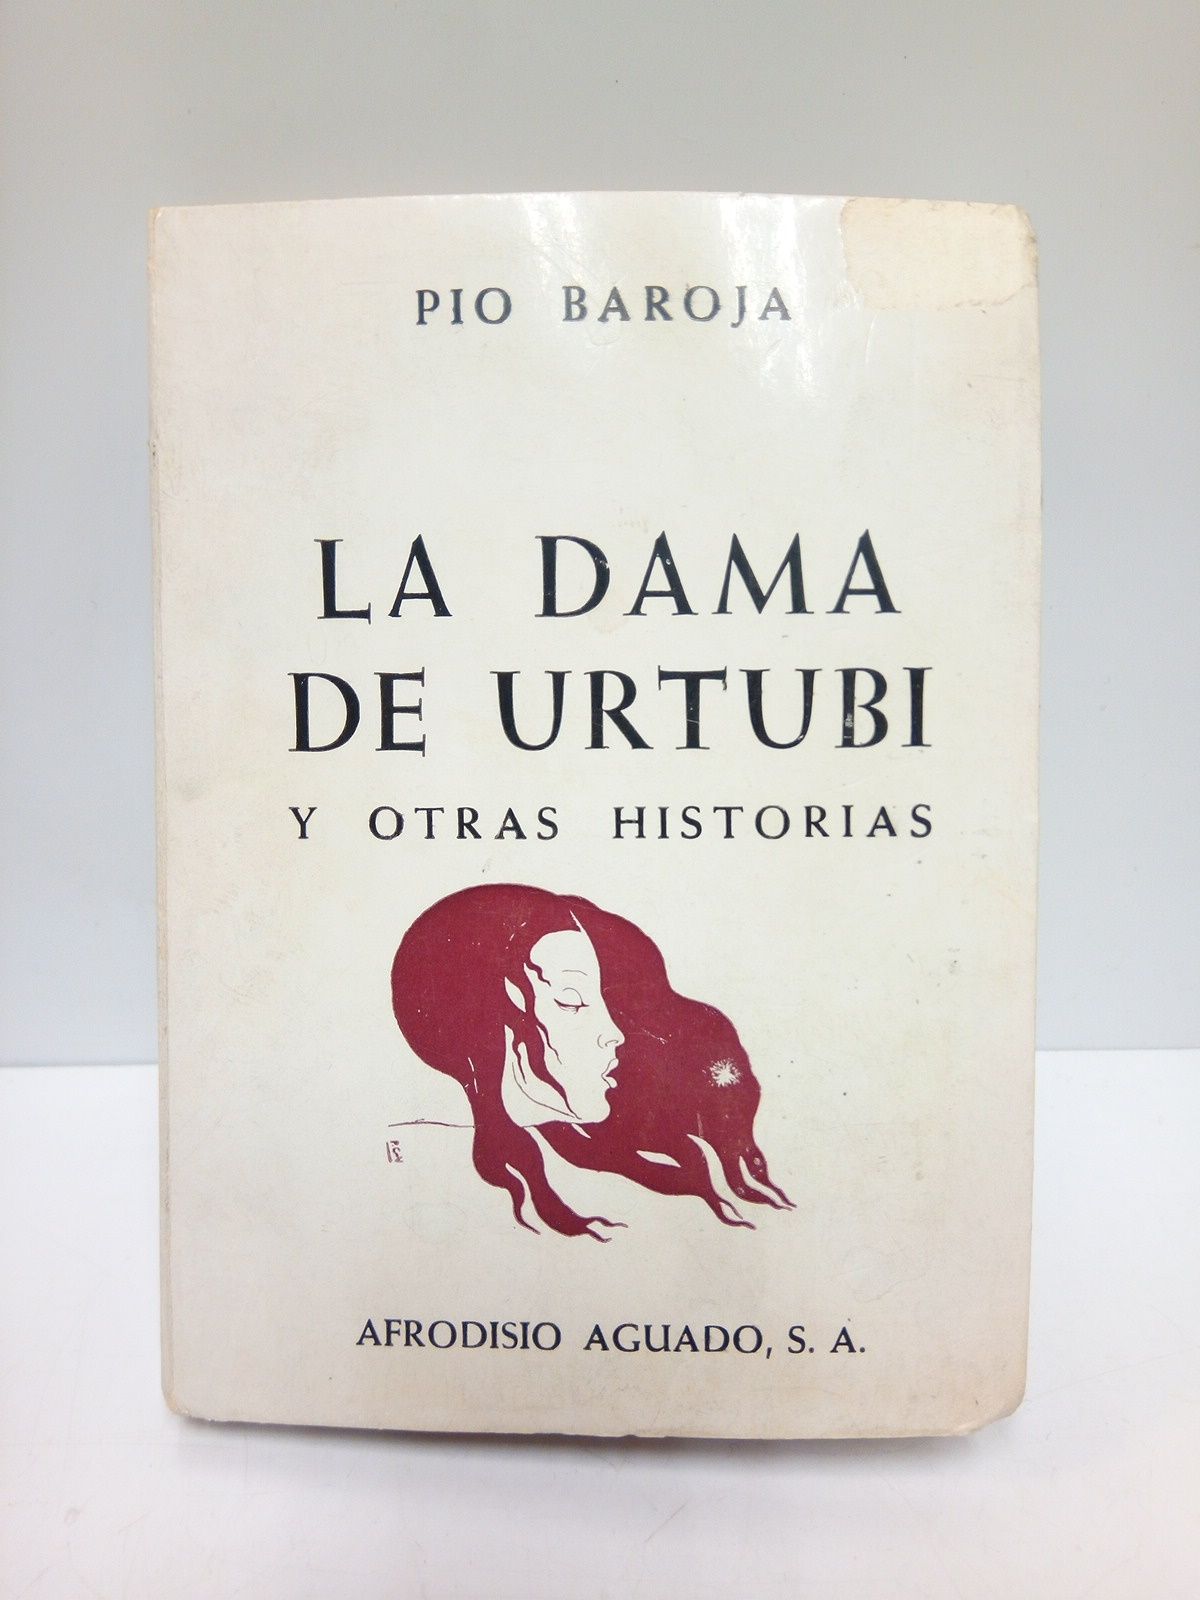 PIO BAROJA
LA DAMA
DE URTUBI
Y OTRAS HISTORIAS
AFRODISIO AGUADO, S. A.